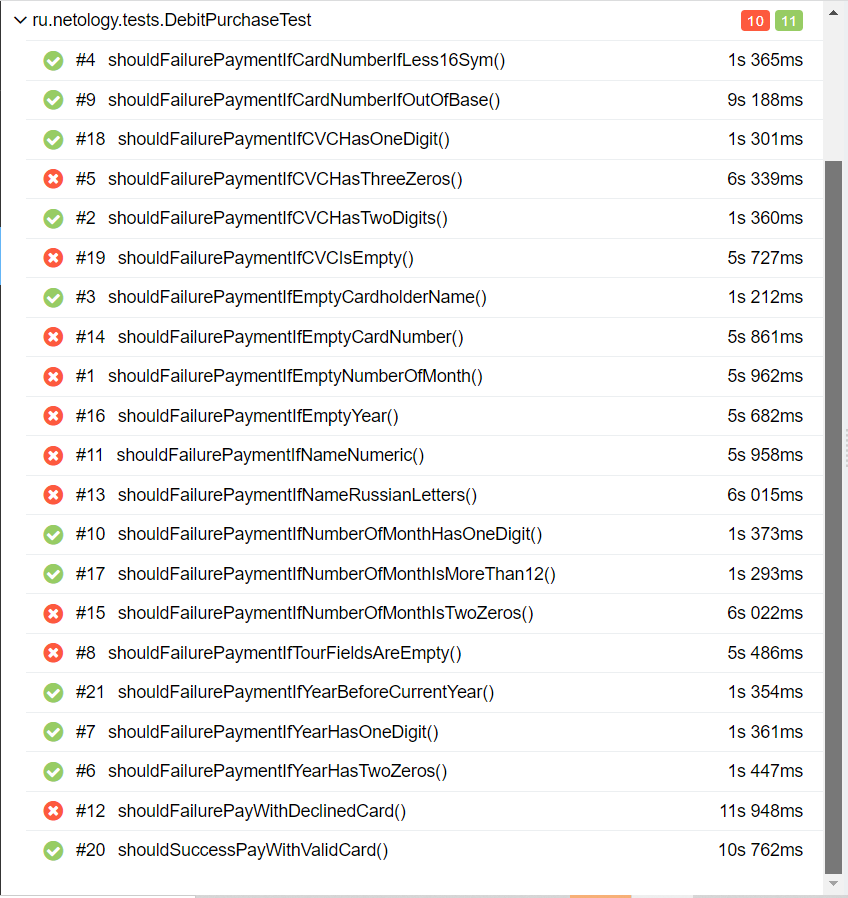 ru.netology.tests.DebitPurchaseTest 10 11
#4 shouldFailurePaymentIfCardNumberIfLess16Sym() 1s 365ms
#9 shouldFailurePaymentIfCardNumberIfOutOfBase() 9s 188ms
#18 shouldFailurePaymentIfCVCHasOneDigit() 1s 301ms
#5 shouldFailurePaymentIfCVCHasThreeZeros() 6s 339ms
#2 shouldFailurePaymentIfCVCHasTwoDigits() 1s 360ms
#19 shouldFailurePaymentIfCVCIsEmpty() 5s 727ms
#3 shouldFailurePaymentIfEmptyCardholderName() 1s 212ms
#14 shouldFailurePaymentIfEmptyCardNumber() 5s 861ms
#1 shouldFailurePaymentIfEmptyNumberOfMonth() 5s 962ms
#16 shouldFailurePaymentIfEmptyYear() 5s 682ms
#11 shouldFailurePaymentIfNameNumeric() 5s 958ms
#13 shouldFailurePaymentIfNameRussianLetters() 6s 015ms
#10 shouldFailurePaymentIfNumberOfMonthHasOneDigit() 1s 373ms
#17 shouldFailurePaymentIfNumberOfMonthIsMoreThan12() 1s 293ms
#15 shouldFailurePaymentIfNumberOfMonthIsTwoZeros() 6s 022ms
#8 shouldFailurePaymentIfTourFieldsAreEmpty() 5s 486ms
#21 shouldFailurePaymentIfYearBeforeCurrentYear() 1s 354ms
#7 shouldFailurePaymentIfYearHasOneDigit() 1s 361ms
#6 shouldFailurePaymentIfYearHasTwoZeros() 1s 447ms
#12 shouldFailurePayWithDeclinedCard() 11s 948ms
#20 shouldSuccessPayWithValidCard() 10s 762ms